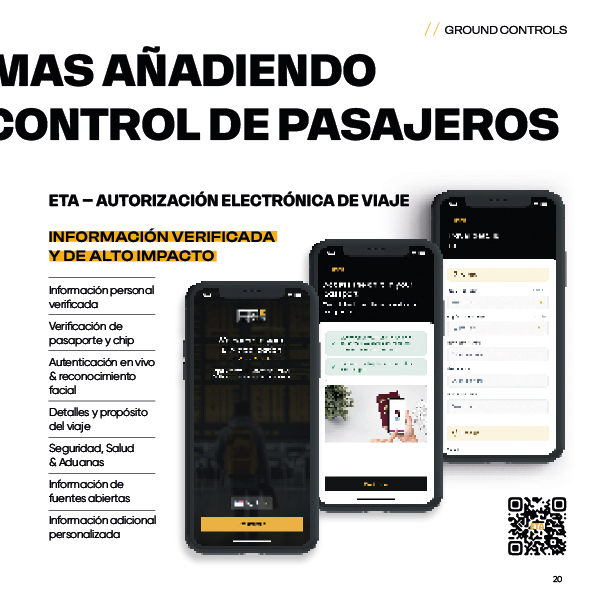 // GROUND CONTROLS
MAS AÑADIENDO
CONTROL DE PASAJEROS
ETA – AUTORIZACIÓN ELECTRÓNICA DE VIAJE
INFORMACIÓN VERIFICADA
Y DE ALTO IMPACTO
Información personal
verificada
Verificación de
pasaporte y chip
Autenticación en vivo
& reconocimiento
facial
Detalles y propósito
del viaje
Seguridad, Salud
& Aduanas
Información de
fuentes abiertas
Información adicional
personalizada
20